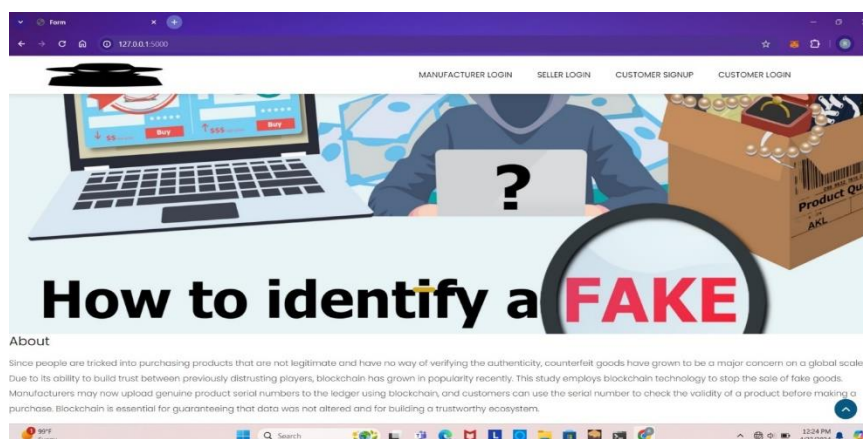 Form
127.0.0.1:5000
MANUFACTURER LOGIN SELLER LOGIN CUSTOMER SIGNUP CUSTOMER LOGIN
$$ Buy
$$$ Buy
?
Product Qu
AKL
How to identify a FAKE
About
Since people are tricked into purchasing products that are not legitimate and have no way of verifying the authenticity, counterfeit goods have grown to be a major concern on a global scale
Due to its ability to build trust between previously distrusting players, blockchain has grown in popularity recently. This study employs blockchain technology to stop the sale of fake goods.
Manufacturers may now upload genuine product serial numbers to the ledger using blockchain, and customers can use the serial number to check the validity of a product before making a
purchase. Blockchain is essential for guaranteeing that data was not altered and for building a trustworthy ecosystem.
99°F
Search
12:24 PM